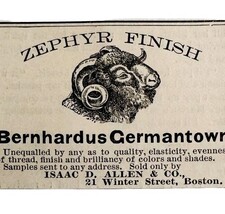 ZEPHYR FINISH
Bernhardus Germantown
Unequalled by any as to quality, elasticity, evenness
of thread, finish and brilliancy of colors and shades.
Samples sent to any address. Sold only by
ISAAC D. ALLEN & CO.,
21 Winter Street, Boston.